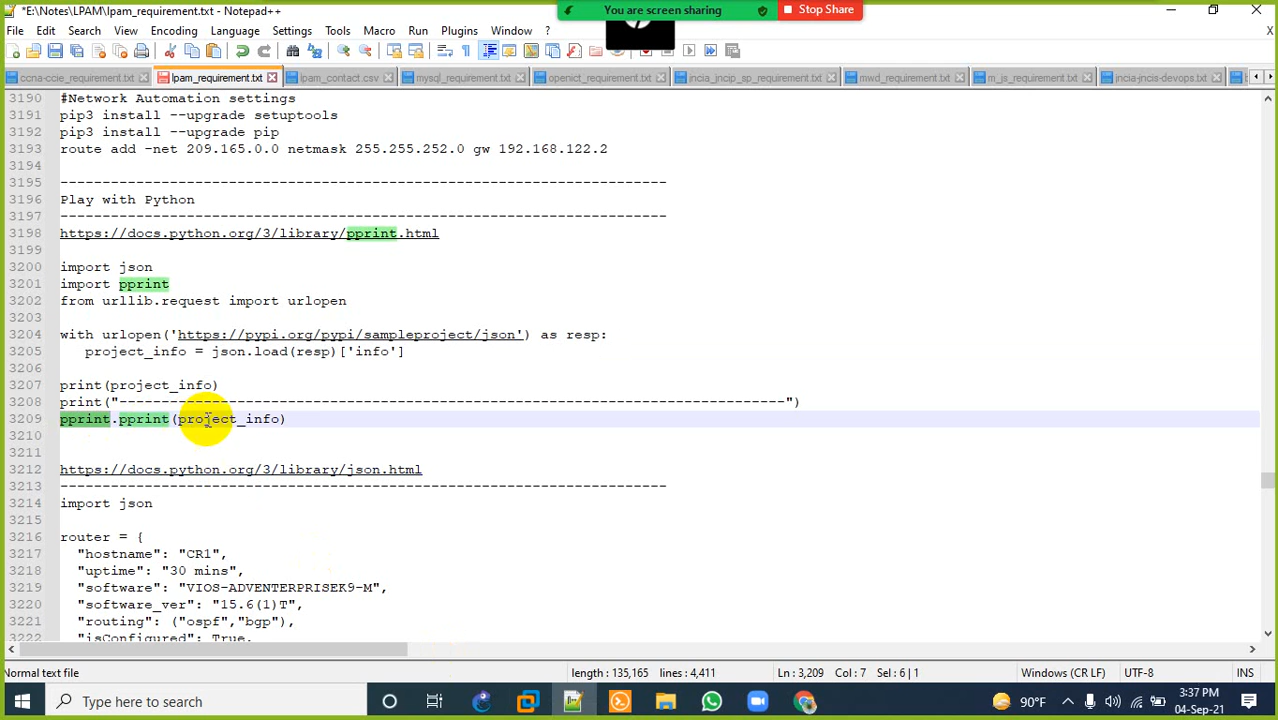 *E:\Notes\LPAM\lpam_requirement.txt - Notepad++
You are screen sharing
Stop Share
File Edit Search View Encoding Language Settings Tools Macro Run Plugins Window ?
X
ccna-ccie_requirement.txt lpam_requirement.txt lpam_contact.csv mysql_requirement.txt openict_requirement.txt jncia_jncip_sp_requirement.txt mwd_requirement.txt m_js_requirement.txt jncia-jncis-devops.txt
3190 #Network Automation settings
3191 pip3 install --upgrade setuptools
3192 pip3 install --upgrade pip
3193 route add -net 209.165.0.0 netmask 255.255.252.0 gw 192.168.122.2
3194
3195 ------------------------------------------------------------------------
3196 Play with Python
3197 ------------------------------------------------------------------------
3198 https://docs.python.org/3/library/pprint.html
3199
3200 import json
3201 import pprint
3202 from urllib.request import urlopen
3204 with urlopen('https://pypi.org/pypi/sampleproject/json') as resp:
3205 project_info = json.load(resp)['info']
3206
3207 print(project_info)
3208 print("-------------------------------------------------------------------------------")
3209 pprint.pprint(project_info)
3210
3211
3212 https://docs.python.org/3/library/json.html
3213 ------------------------------------------------------------------------
3214 import json
3215
3216 router = {
3217 "hostname": "CR1",
3218 "uptime": "30 mins",
3219 "software": "VIOS-ADVENTERPRISEK9-M",
3220 "software_ver": "15.6(1)T",
3221 "routing": ("ospf","bgp"),
3222 "isConfigured": True,
Normal text file length : 135,165 lines : 4,411 Ln : 3,209 Col : 7 Sel : 6 | 1 Windows (CR LF) UTF-8 INS
Type here to search
90°F
3:37 PM
04-Sep-21